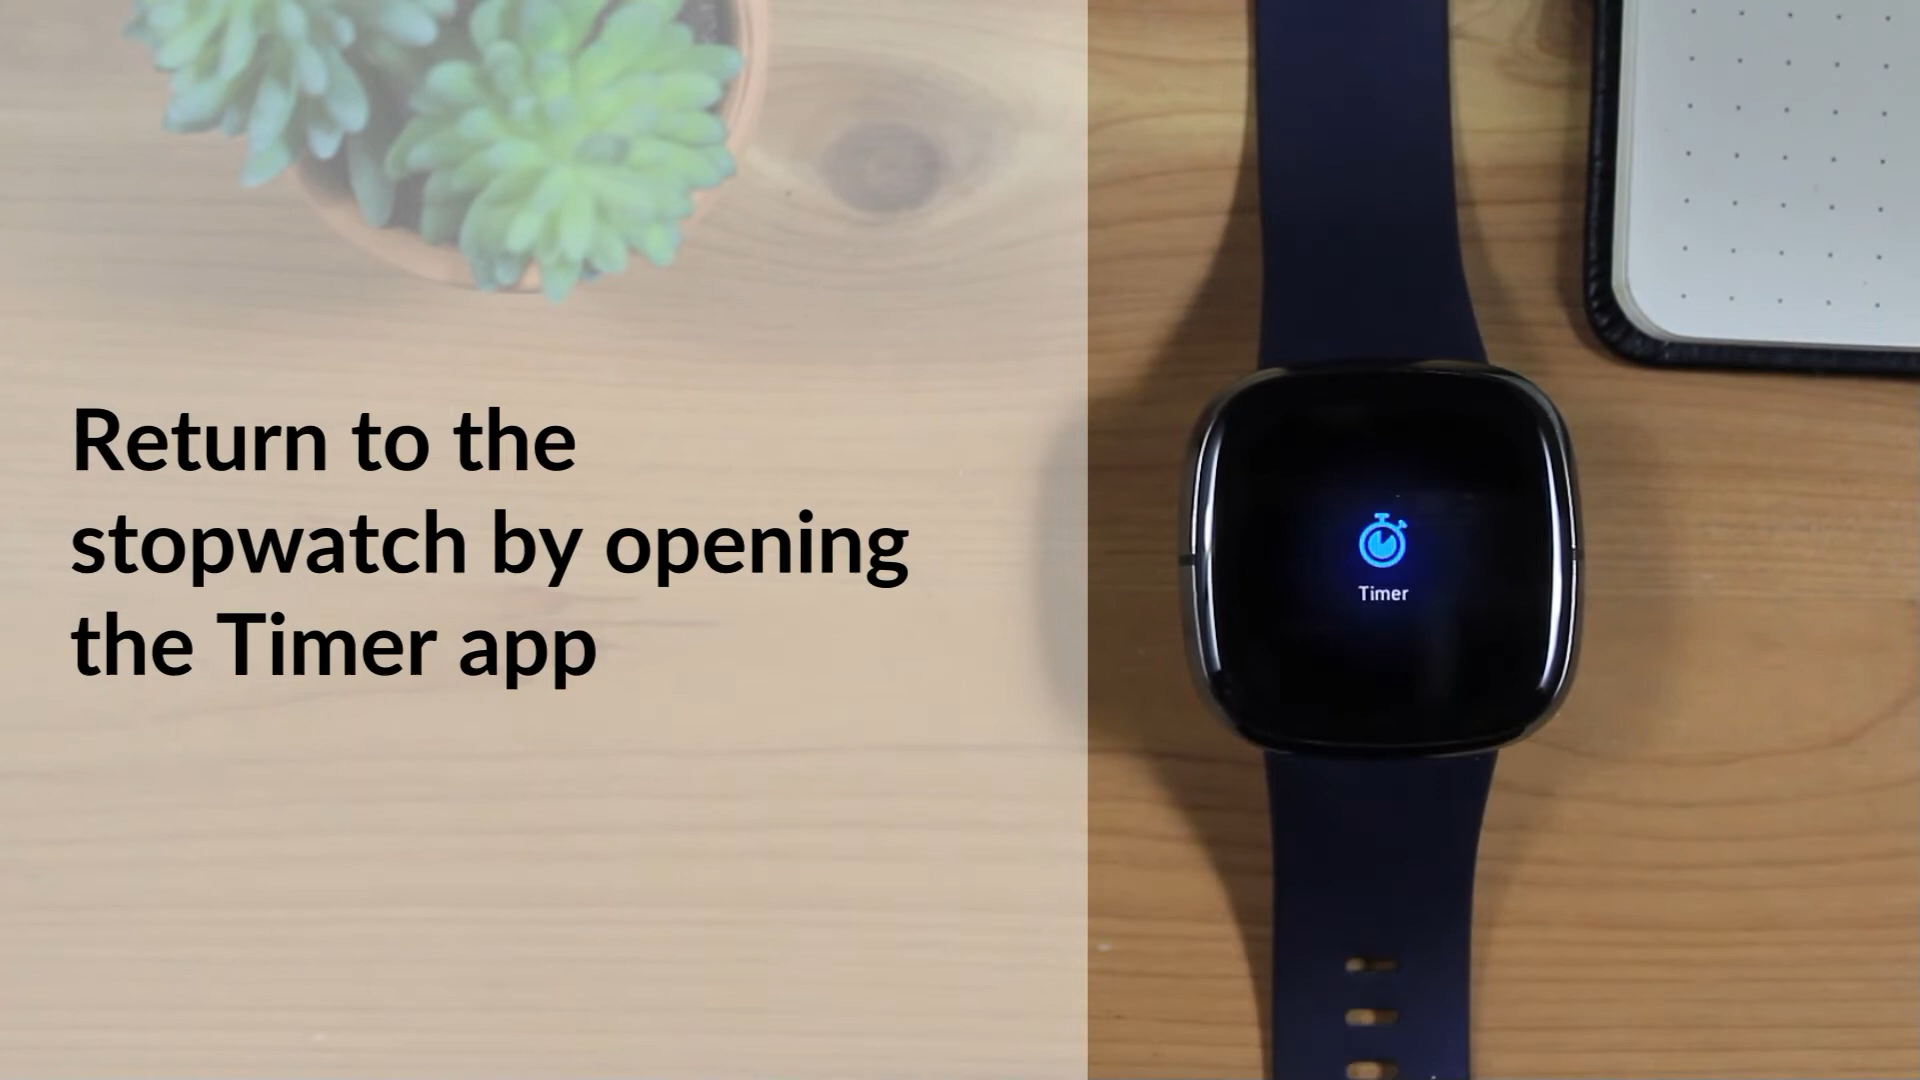 Return to the
stopwatch by opening
the Timer app
Timer